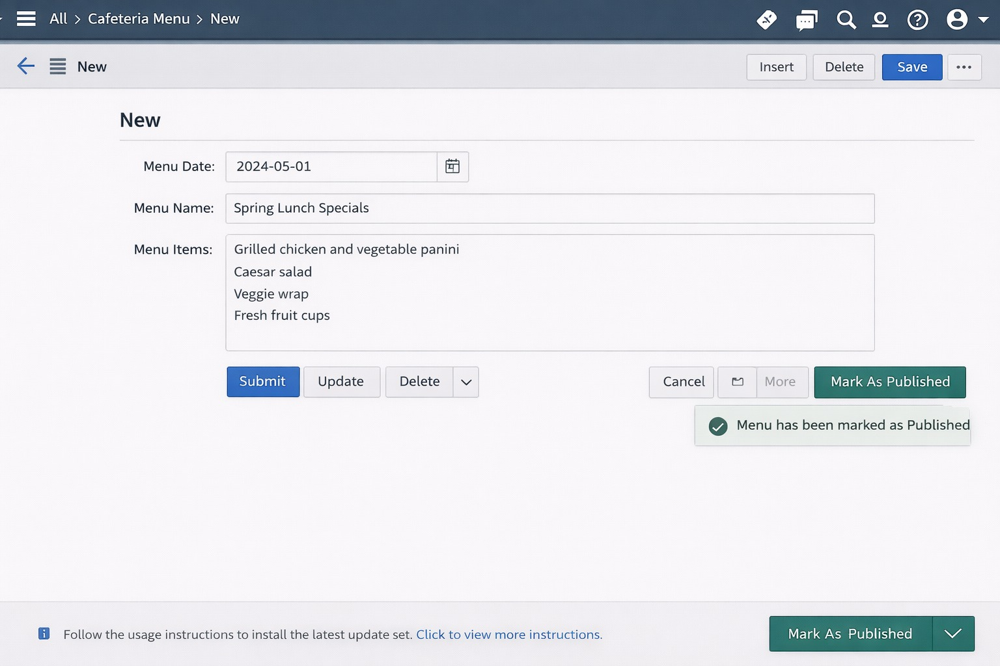 All > Cafeteria Menu > New
New
Insert
Delete
Save
New
Menu Date: 2024-05-01
Menu Name: Spring Lunch Specials
Menu Items: Grilled chicken and vegetable panini
Caesar salad
Veggie wrap
Fresh fruit cups
Submit
Update
Delete
Cancel
More
Mark As Published
Menu has been marked as Published
Follow the usage instructions to install the latest update set. Click to view more instructions.
Mark As Published